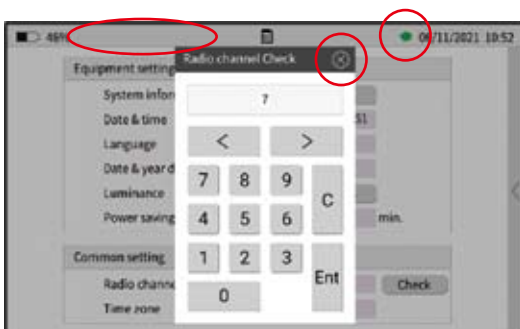 46% 06/11/2021 10:52
Radio channel Check
Equipment setting
7
System infor
Date & time 51
Language
< >
Date & year d
7 8 9
Luminance
C
Power saving 4 5 6 min.
Common setting 1 2 3
Ent
Radio channe Check
0
Time zone